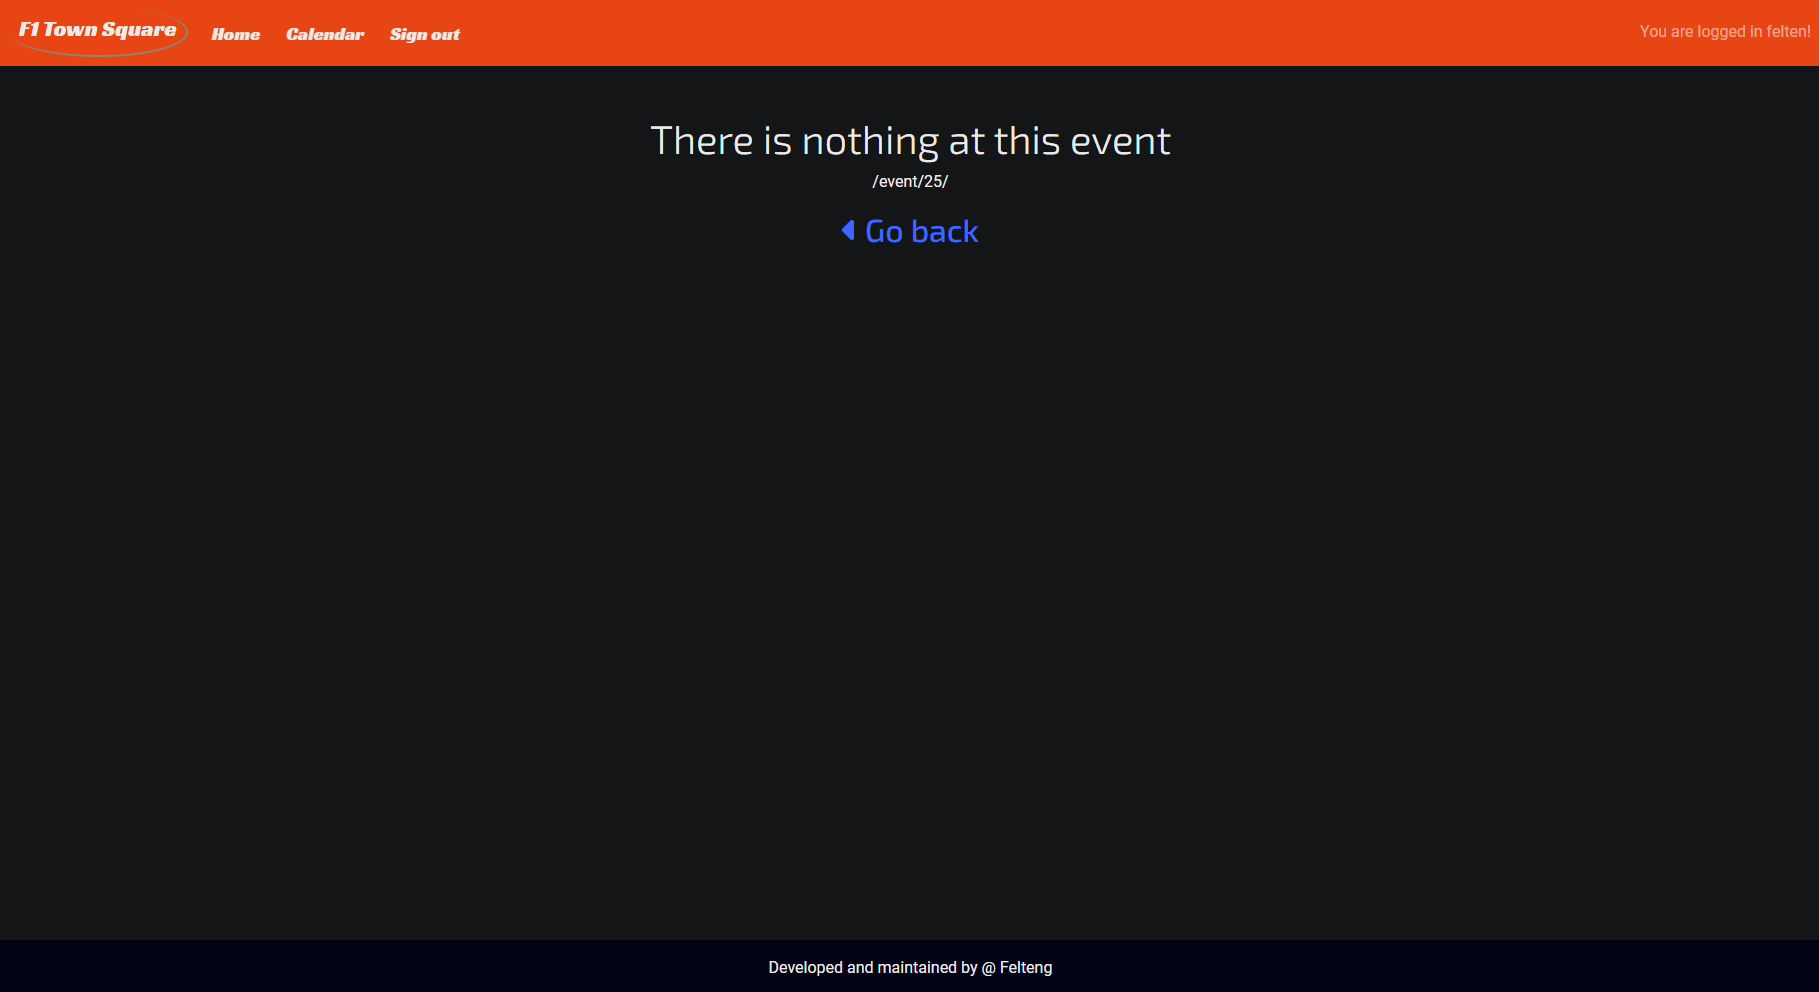 F1 Town Square
Home
Calendar
Sign out
You are logged in felten!
There is nothing at this event
/event/25/
Go back
Developed and maintained by @ Felteng